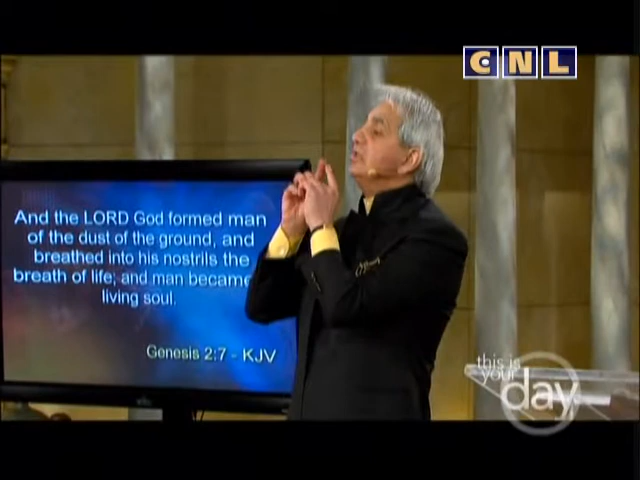 CNL
And the LORD God formed man
of the dust of the ground, and
breathed into his nostrils the
breath of life; and man became
living soul.
Genesis 2:7 - KJV
this is
your
day